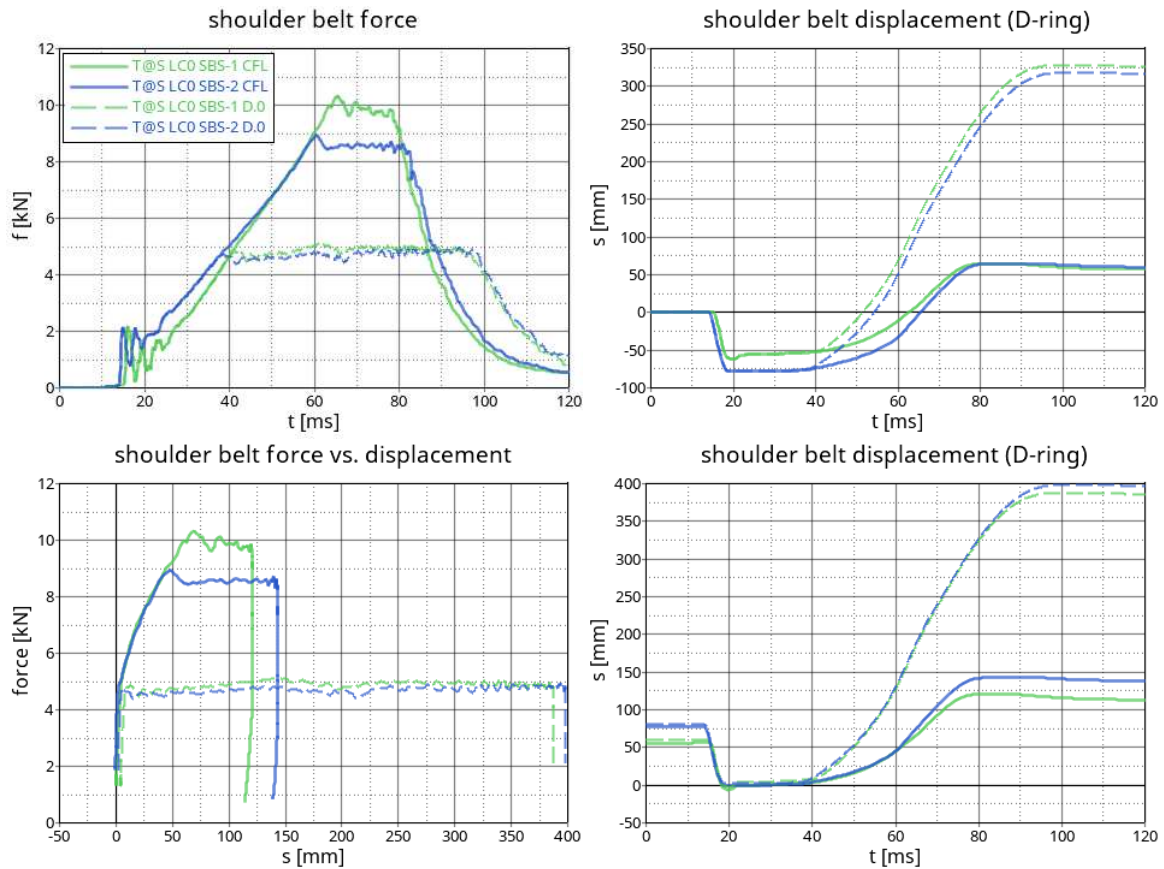 shoulder belt force
12
10
8
6
4
2
0
f [kN]
T@S LC0 SBS-1 CFL
T@S LC0 SBS-2 CFL
T@S LC0 SBS-1 D.0
T@S LC0 SBS-2 D.0
0 20 40 60 80 100 120
t [ms]
shoulder belt displacement (D-ring)
350
300
250
200
150
100
50
0
-50
-100
s [mm]
0 20 40 60 80 100 120
t [ms]
shoulder belt force vs. displacement
12
10
8
6
4
2
0
force [kN]
-50 0 50 100 150 200 250 300 350 400
s [mm]
shoulder belt displacement (D-ring)
400
350
300
250
200
150
100
50
0
-50
s [mm]
0 20 40 60 80 100 120
t [ms]